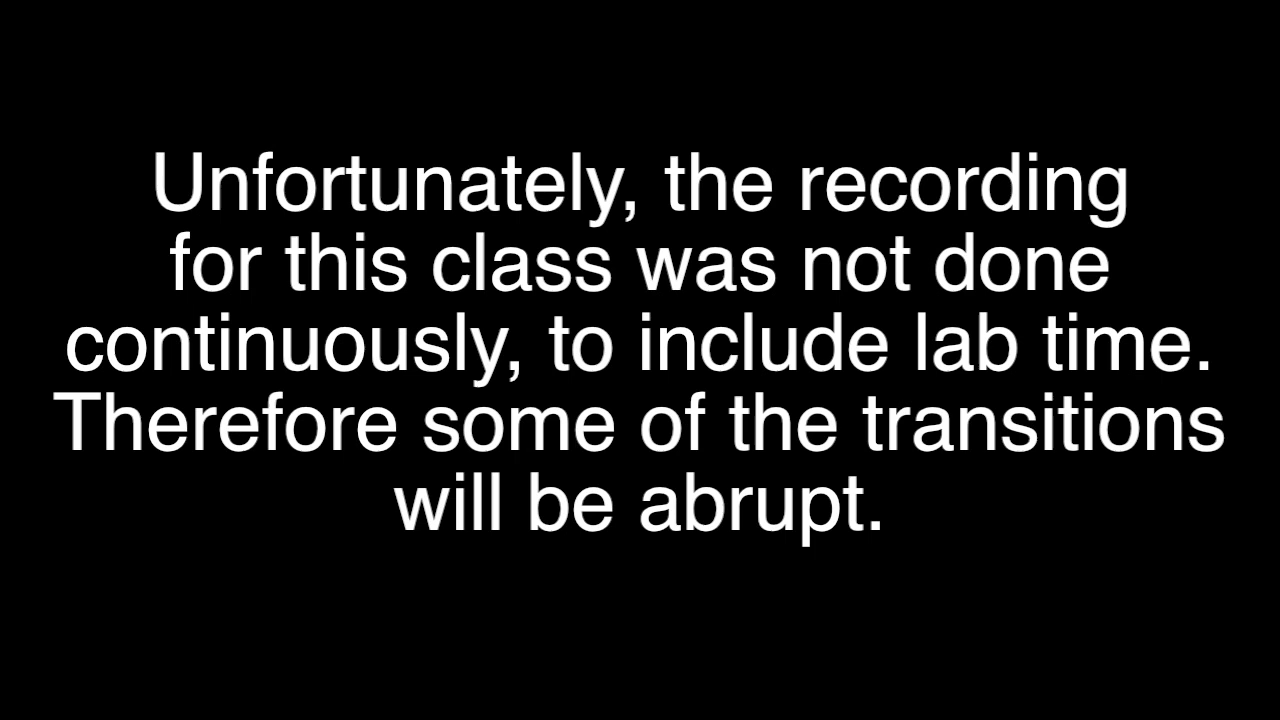 Unfortunately, the recording
for this class was not done
continuously, to include lab time.
Therefore some of the transitions
will be abrupt.